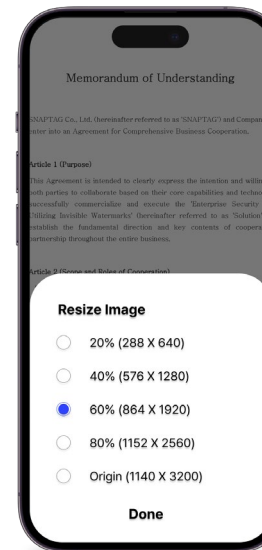 Memorandum of Understanding
SNAPTAG Co., Ltd. (hereinafter referred to as 'SNAPTAG') and Compan
enter into an Agreement for Comprehensive Business Cooperation.
Article 1 (Purpose)
This Agreement is intended to clearly express the intention and willin
both parties to collaborate based on their core capabilities and techno
successfully commercialize and execute the 'Enterprise Security
Utilizing Invisible Watermarks' (hereinafter referred to as 'Solution'
establish the fundamental direction and key contents of coopera
partnership throughout the entire business.
Article 2 (Scope and Roles of Cooperation)
Resize Image
20% (288 X 640)
40% (576 X 1280)
60% (864 X 1920)
80% (1152 X 2560)
Origin (1140 X 3200)
Done